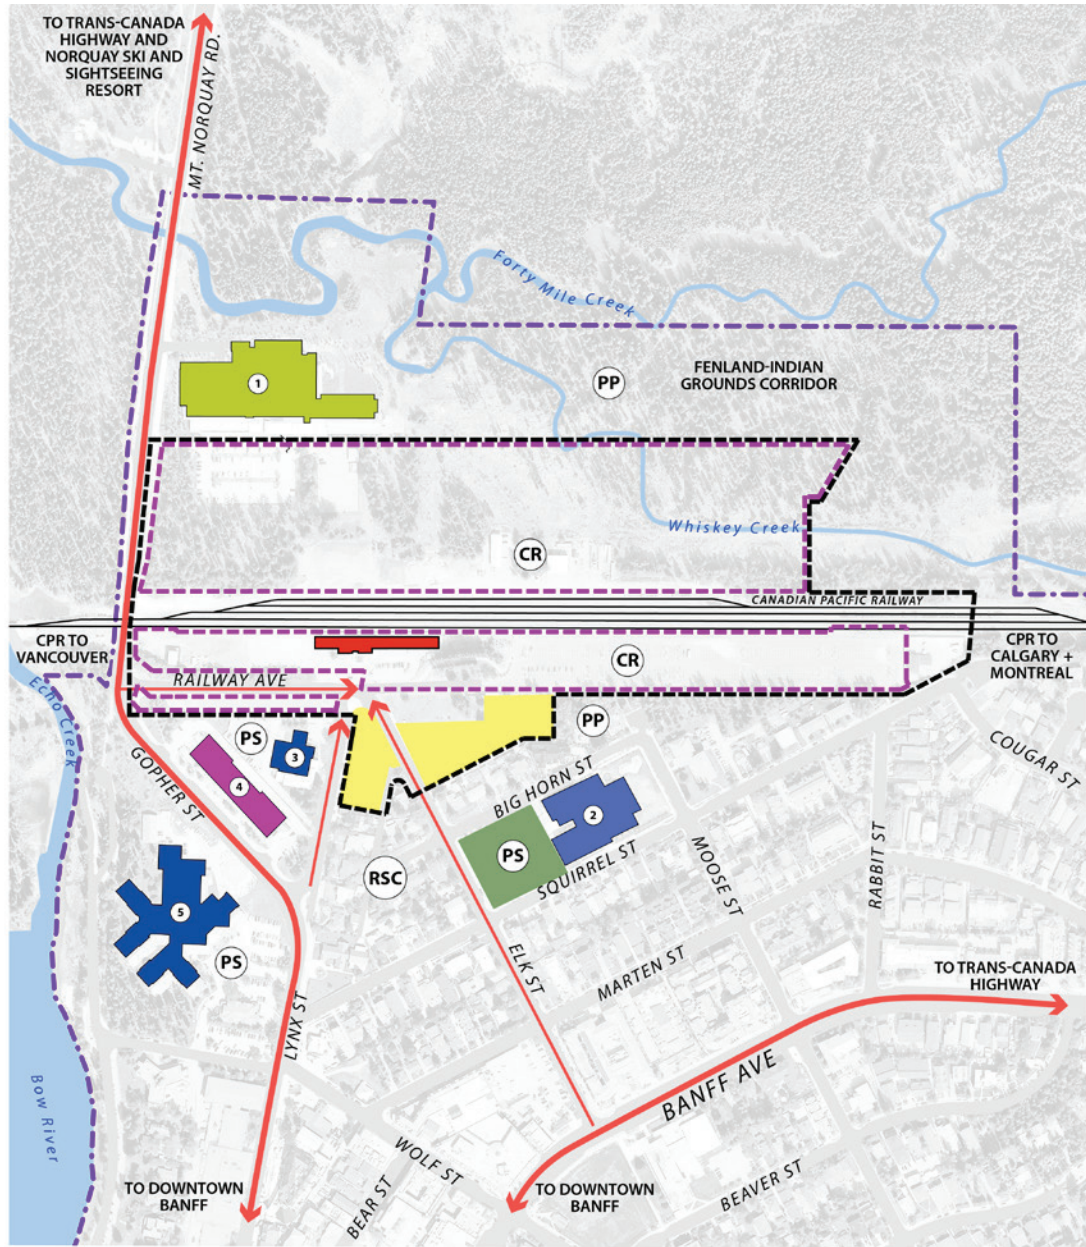 TO TRANS-CANADA
HIGHWAY AND
NORQUAY SKI AND
SIGHTSEEING
RESORT
MT. NORQUAY RD.
Forty Mile Creek
1
PP
FENLAND-INDIAN
GROUNDS CORRIDOR
Whiskey Creek
CR
CANADIAN PACIFIC RAILWAY
CPR TO
VANCOUVER
CR
CPR TO
CALGARY +
MONTREAL
RAILWAY AVE
Echo Creek
PS
3
PP
GOPHER ST
4
BIG HORN ST
COUGAR ST
2
PS
SQUIRREL ST
MOOSE ST
RABBIT ST
RSC
5
PS
ELK ST
MARTEN ST
TO TRANS-CANADA
HIGHWAY
LYNX ST
BANFF AVE
Bow River
WOLF ST
BEAR ST
BEAVER ST
TO DOWNTOWN
BANFF
TO DOWNTOWN
BANFF